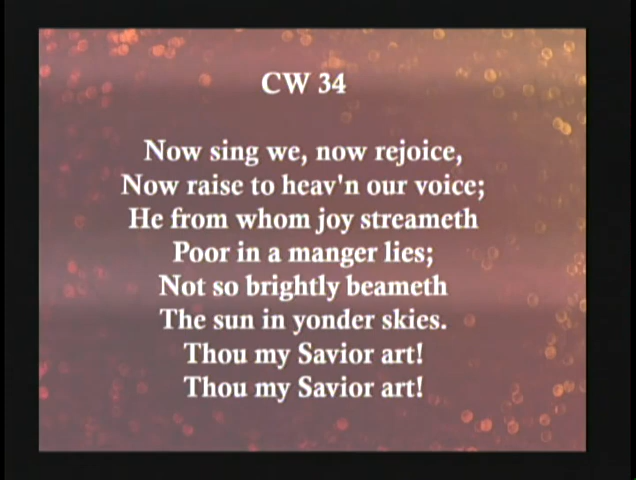 CW 34
Now sing we, now rejoice,
Now raise to heav'n our voice;
He from whom joy streameth
Poor in a manger lies;
Not so brightly beameth
The sun in yonder skies.
Thou my Savior art!
Thou my Savior art!